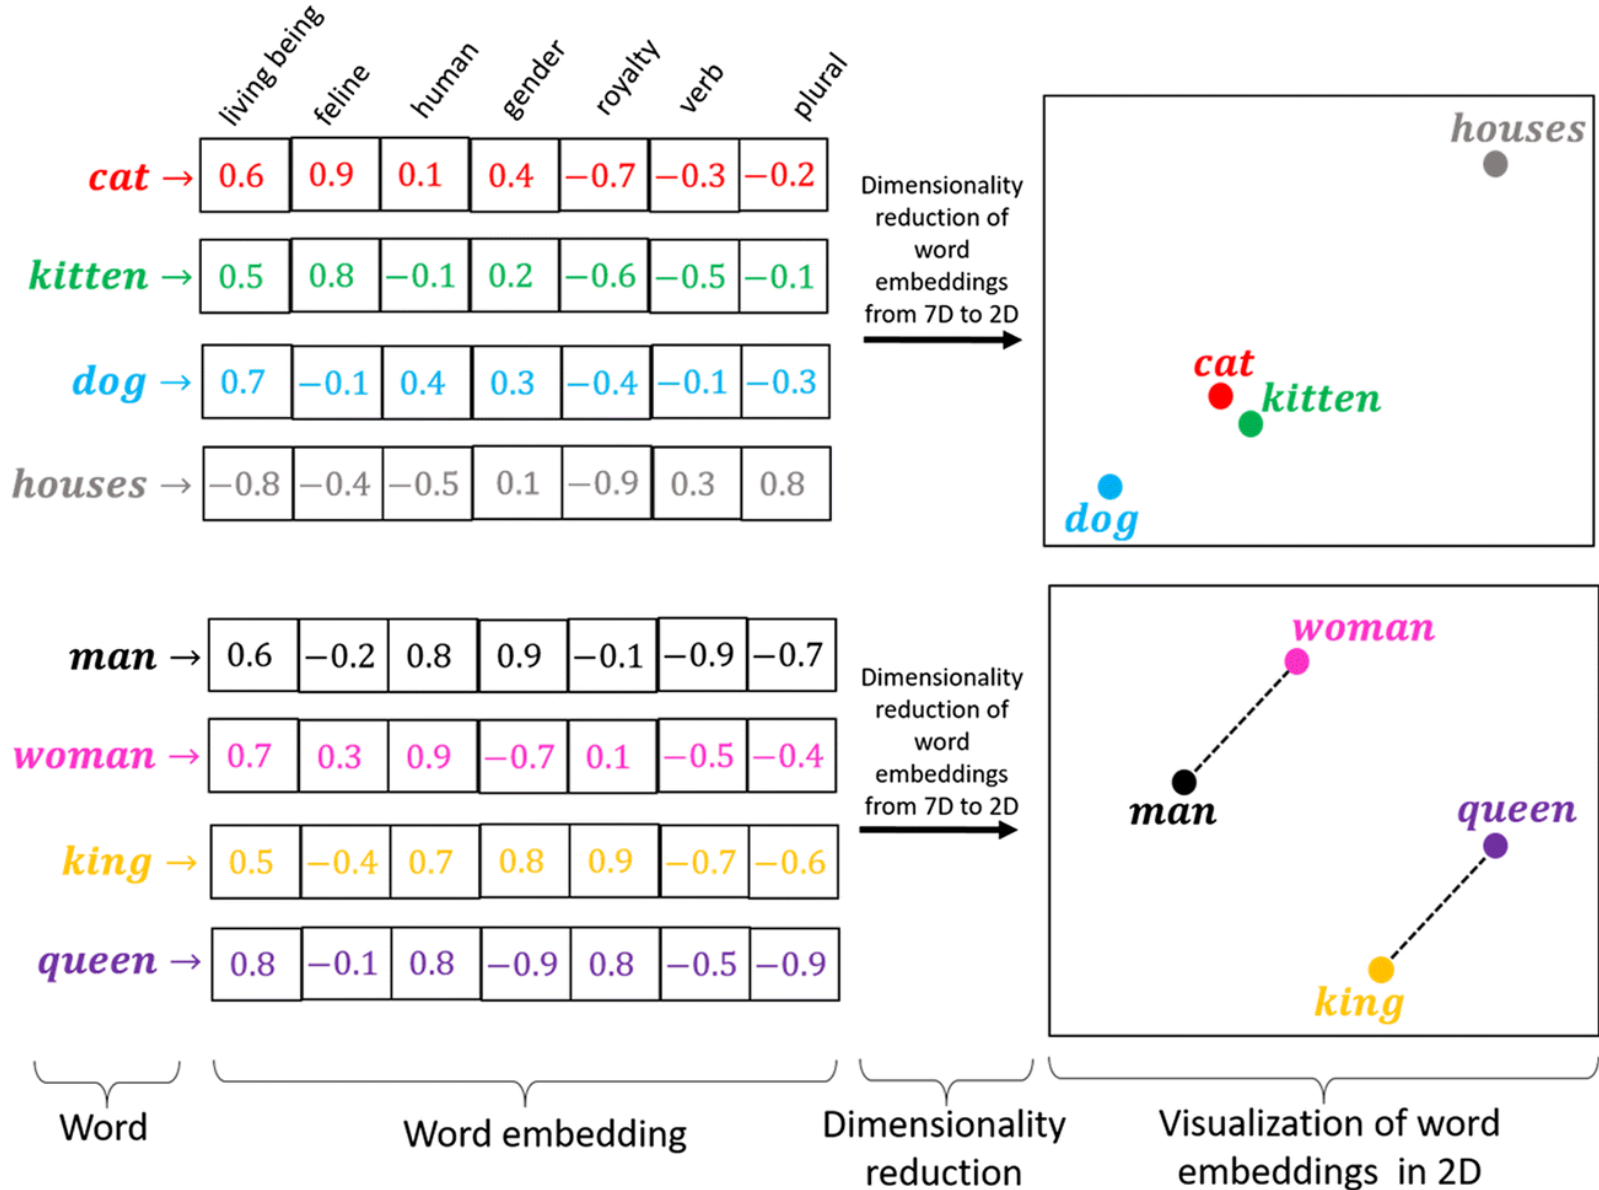 living being feline human gender royalty verb plural
cat → 0.6 0.9 0.1 0.4 −0.7 −0.3 −0.2
kitten → 0.5 0.8 −0.1 0.2 −0.6 −0.5 −0.1
dog → 0.7 −0.1 0.4 0.3 −0.4 −0.1 −0.3
houses → −0.8 −0.4 −0.5 0.1 −0.9 0.3 0.8
Dimensionality
reduction of
word
embeddings
from 7D to 2D
houses
cat
kitten
dog
man → 0.6 −0.2 0.8 0.9 −0.1 −0.9 −0.7
woman → 0.7 0.3 0.9 −0.7 0.1 −0.5 −0.4
king → 0.5 −0.4 0.7 0.8 0.9 −0.7 −0.6
queen → 0.8 −0.1 0.8 −0.9 0.8 −0.5 −0.9
Dimensionality
reduction of
word
embeddings
from 7D to 2D
woman
man
queen
king
Word
Word embedding
Dimensionality
reduction
Visualization of word
embeddings in 2D